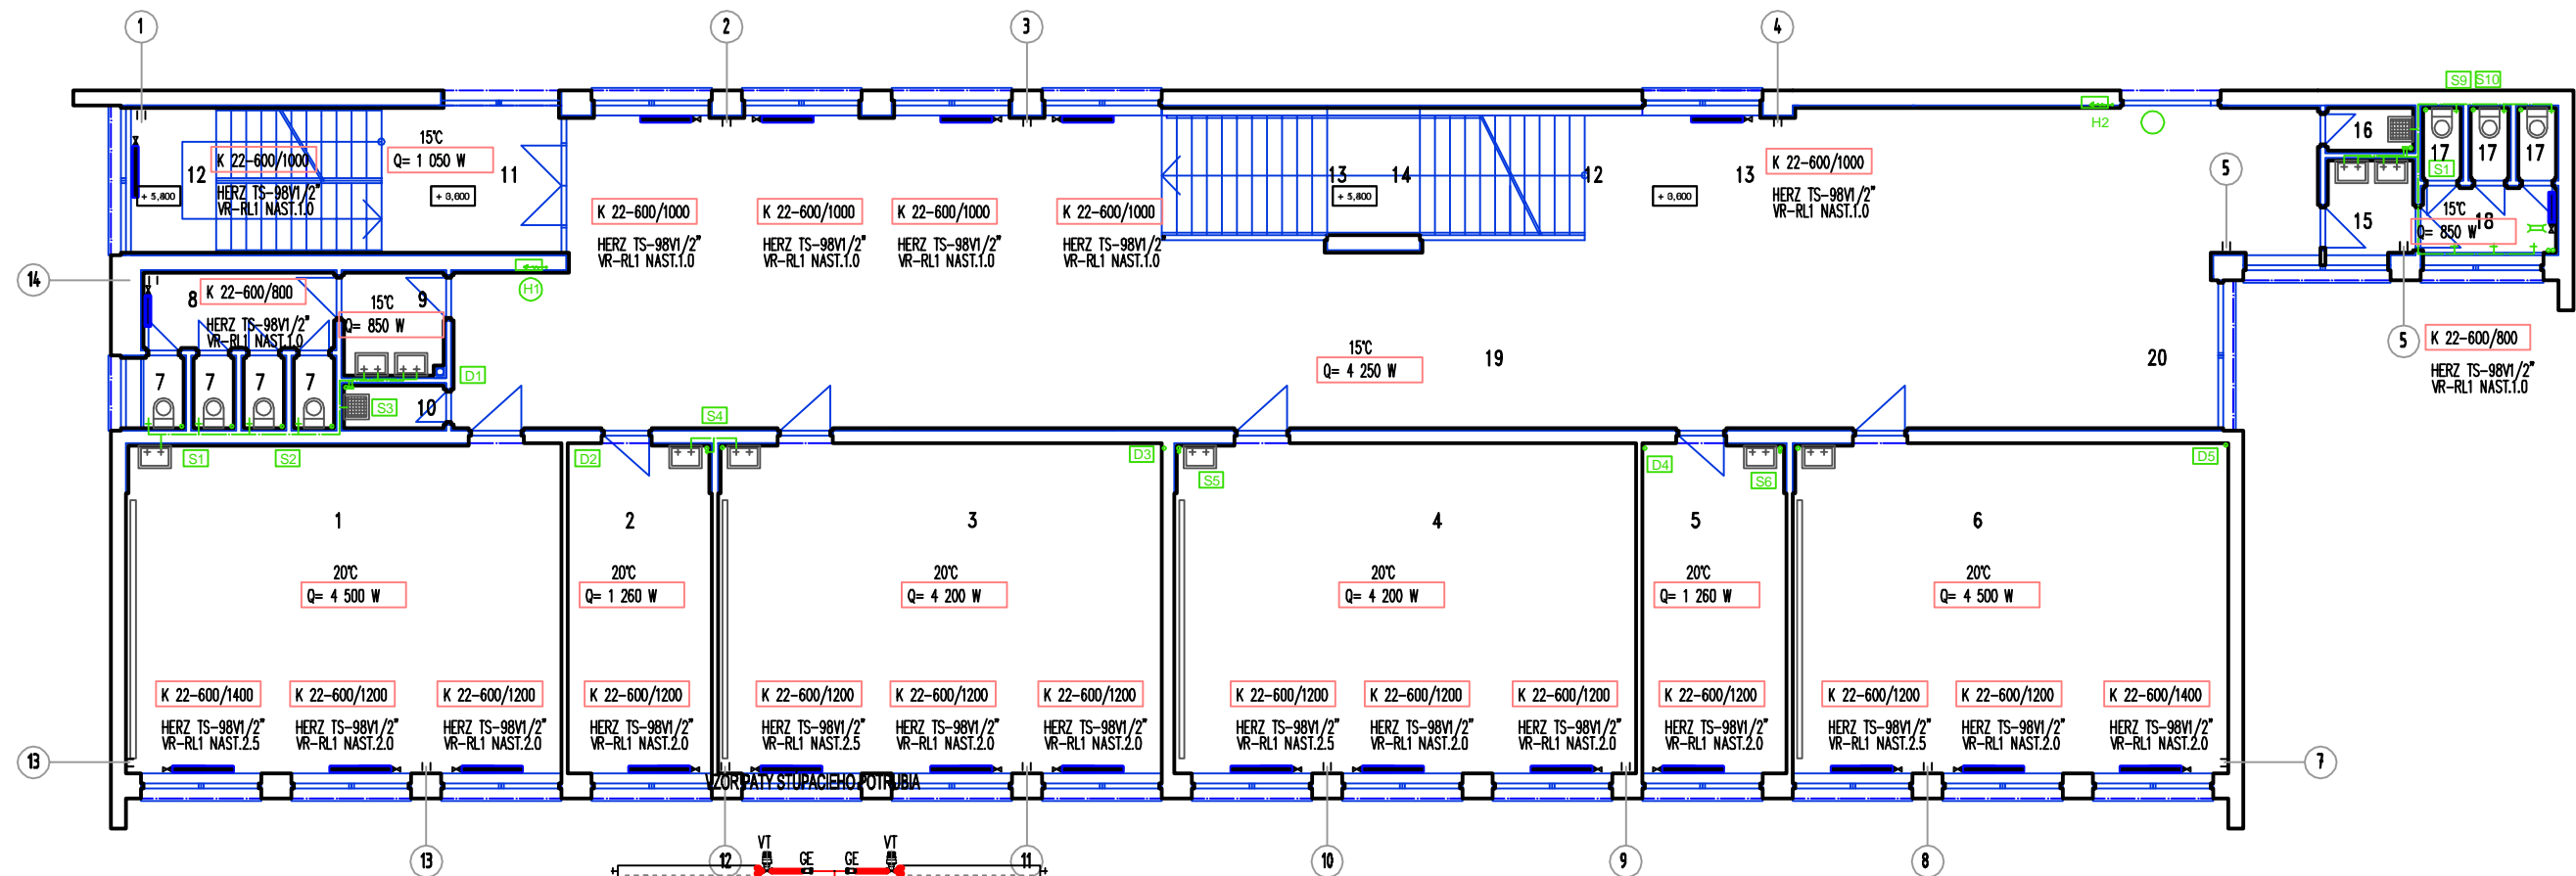 1
2
3
4
S9 S10
15℃
Q= 1 050 W
K 22-600/1000
12
11
HERZ TS-98V1/2"
VR-RL1 NAST.1.0
+ 5,800
+ 3,600
K 22-600/1000
K 22-600/1000
K 22-600/1000
K 22-600/1000
HERZ TS-98V1/2"
VR-RL1 NAST.1.0
HERZ TS-98V1/2"
VR-RL1 NAST.1.0
HERZ TS-98V1/2"
VR-RL1 NAST.1.0
HERZ TS-98V1/2"
VR-RL1 NAST.1.0
13
14
12
13
+ 5,800
+ 3,600
K 22-600/1000
HERZ TS-98V1/2"
VR-RL1 NAST.1.0
H2
16
17
17
17
S1
5
15
15℃
18
Q= 850 W
14
8
K 22-600/800
HERZ TS-98V1/2"
VR-RL1 NAST.1.0
15℃
9
Q= 850 W
H1
5
K 22-600/800
HERZ TS-98V1/2"
VR-RL1 NAST.1.0
15℃
Q= 4 250 W
19
20
7
7
7
7
D1
S3
10
S4
S1
S2
D2
D3
S5
D4
S6
D5
1
2
3
4
5
6
20℃
Q= 4 500 W
20℃
Q= 1 260 W
20℃
Q= 4 200 W
20℃
Q= 4 200 W
20℃
Q= 1 260 W
20℃
Q= 4 500 W
K 22-600/1400
K 22-600/1200
K 22-600/1200
K 22-600/1200
K 22-600/1200
K 22-600/1200
K 22-600/1200
K 22-600/1200
K 22-600/1200
K 22-600/1200
K 22-600/1200
K 22-600/1200
K 22-600/1200
K 22-600/1400
HERZ TS-98V1/2"
VR-RL1 NAST.2.5
HERZ TS-98V1/2"
VR-RL1 NAST.2.0
HERZ TS-98V1/2"
VR-RL1 NAST.2.0
HERZ TS-98V1/2"
VR-RL1 NAST.2.0
HERZ TS-98V1/2"
VR-RL1 NAST.2.5
HERZ TS-98V1/2"
VR-RL1 NAST.2.0
HERZ TS-98V1/2"
VR-RL1 NAST.2.0
HERZ TS-98V1/2"
VR-RL1 NAST.2.5
HERZ TS-98V1/2"
VR-RL1 NAST.2.0
HERZ TS-98V1/2"
VR-RL1 NAST.2.0
HERZ TS-98V1/2"
VR-RL1 NAST.2.0
HERZ TS-98V1/2"
VR-RL1 NAST.2.5
HERZ TS-98V1/2"
VR-RL1 NAST.2.0
HERZ TS-98V1/2"
VR-RL1 NAST.2.0
13
7
VZOR PATY STUPACIEHO POTRUBIA
VT
GE
GE
VT
13
12
11
10
9
8